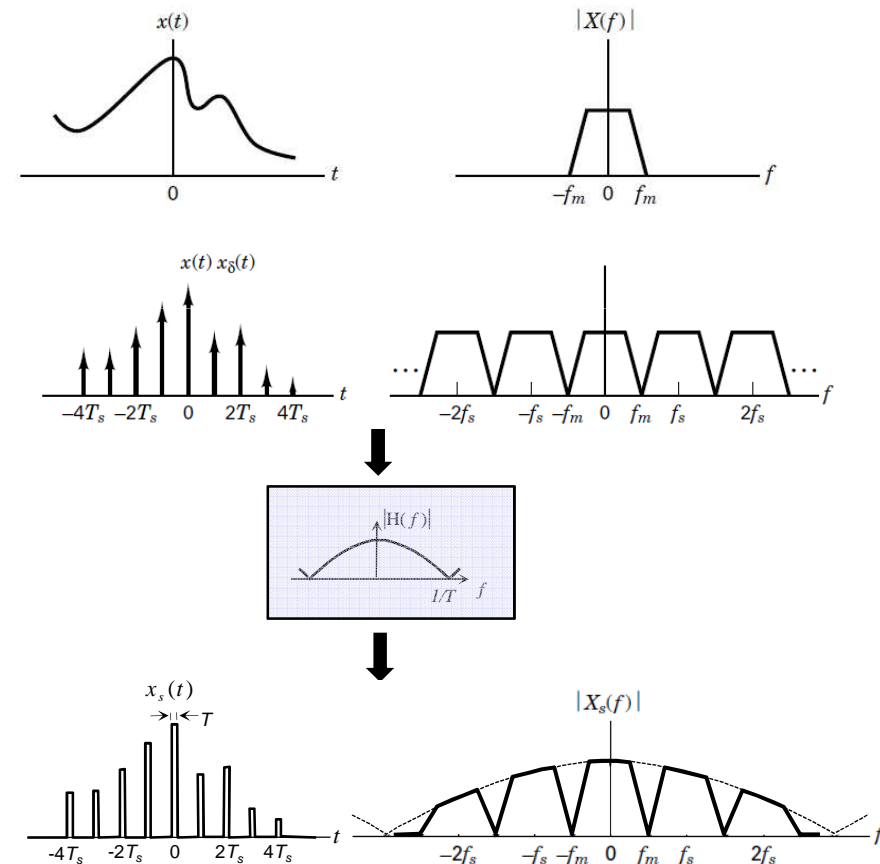 x(t)
|X(f)|
t
0
f
–fₘ 0 fₘ
x(t) x_δ(t)
t
–4Tₛ –2Tₛ 0 2Tₛ 4Tₛ
... ...
f
–2fₛ –fₛ –fₘ 0 fₘ fₛ 2fₛ
|H(f)|
1/T f
xₛ(t)
T
|Xₛ(f)|
t
-4Tₛ -2Tₛ 0 2Tₛ 4Tₛ
f
–2fₛ –fₛ –fₘ 0 fₘ fₛ 2fₛ